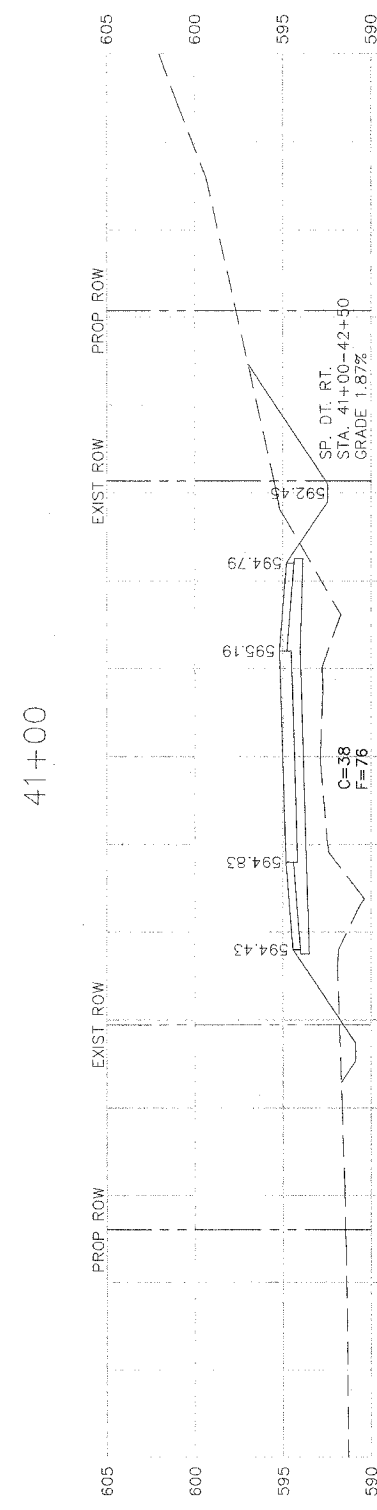 41+00
605
600
595
590
PROP ROW
EXIST ROW
EXIST ROW
PROP ROW
594.43
594.83
595.19
594.79
592.45
C=38
F=76
SP. DT. RT.
STA. 41+00-42+50
GRADE 1.87%
605
600
595
590